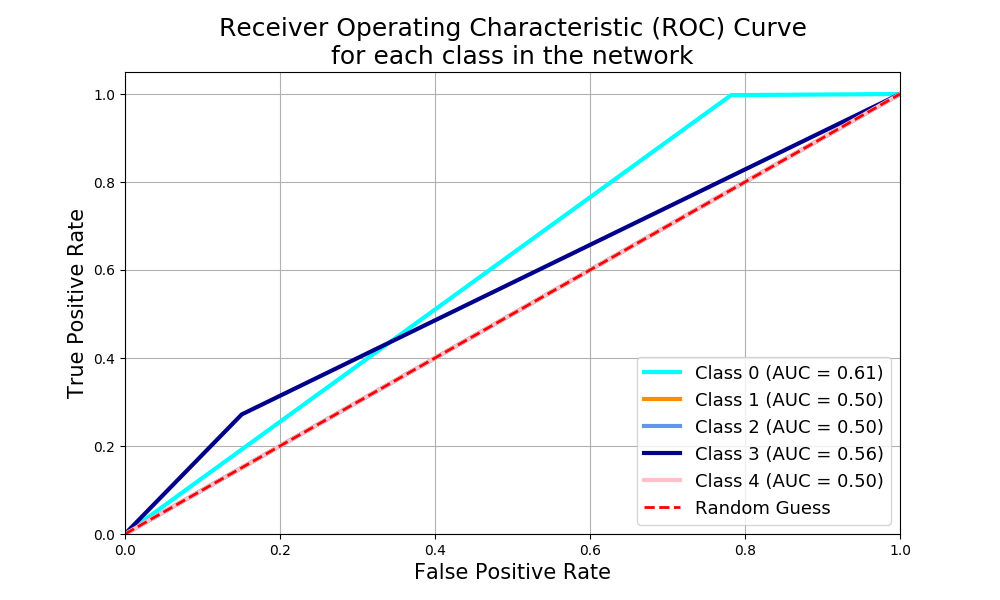 Receiver Operating Characteristic (ROC) Curve
for each class in the network
True Positive Rate
1.0
0.8
0.6
0.4
0.2
0.0
0.0 0.2 0.4 0.6 0.8 1.0
False Positive Rate
Class 0 (AUC = 0.61)
Class 1 (AUC = 0.50)
Class 2 (AUC = 0.50)
Class 3 (AUC = 0.56)
Class 4 (AUC = 0.50)
Random Guess